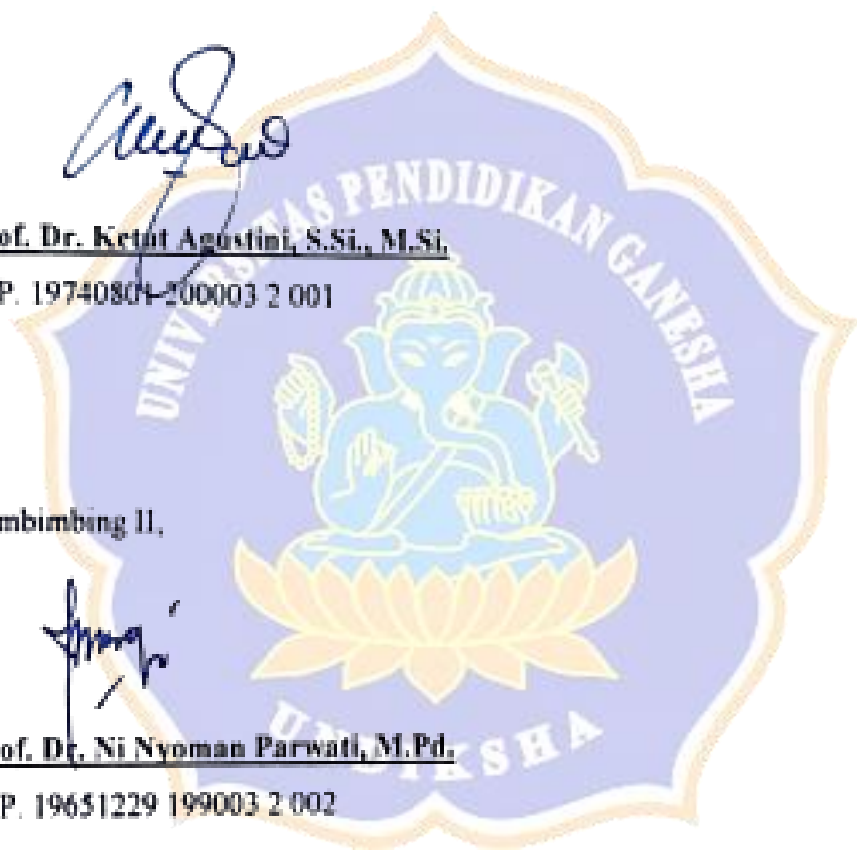 of. Dr. Ketut Agustini, S.Si., M.Si.
P. 19740801 200003 2 001
UNIVERSITAS PENDIDIKAN GANESHA
mbimbing II,
of. Dr. Ni Nyoman Parwati, M.Pd.
P. 19651229 199003 2 002
UNDIKSHA